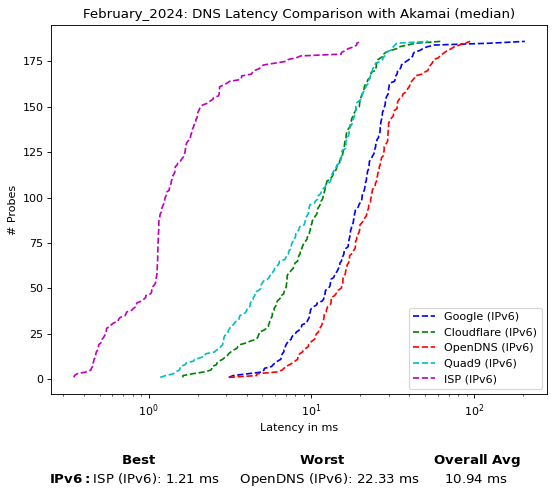 February_2024: DNS Latency Comparison with Akamai (median)
# Probes
175
150
125
100
75
50
25
0
10⁰
10¹
10²
Latency in ms
Google (IPv6)
Cloudflare (IPv6)
OpenDNS (IPv6)
Quad9 (IPv6)
ISP (IPv6)
Best Worst Overall Avg
IPv6: ISP (IPv6): 1.21 ms OpenDNS (IPv6): 22.33 ms 10.94 ms